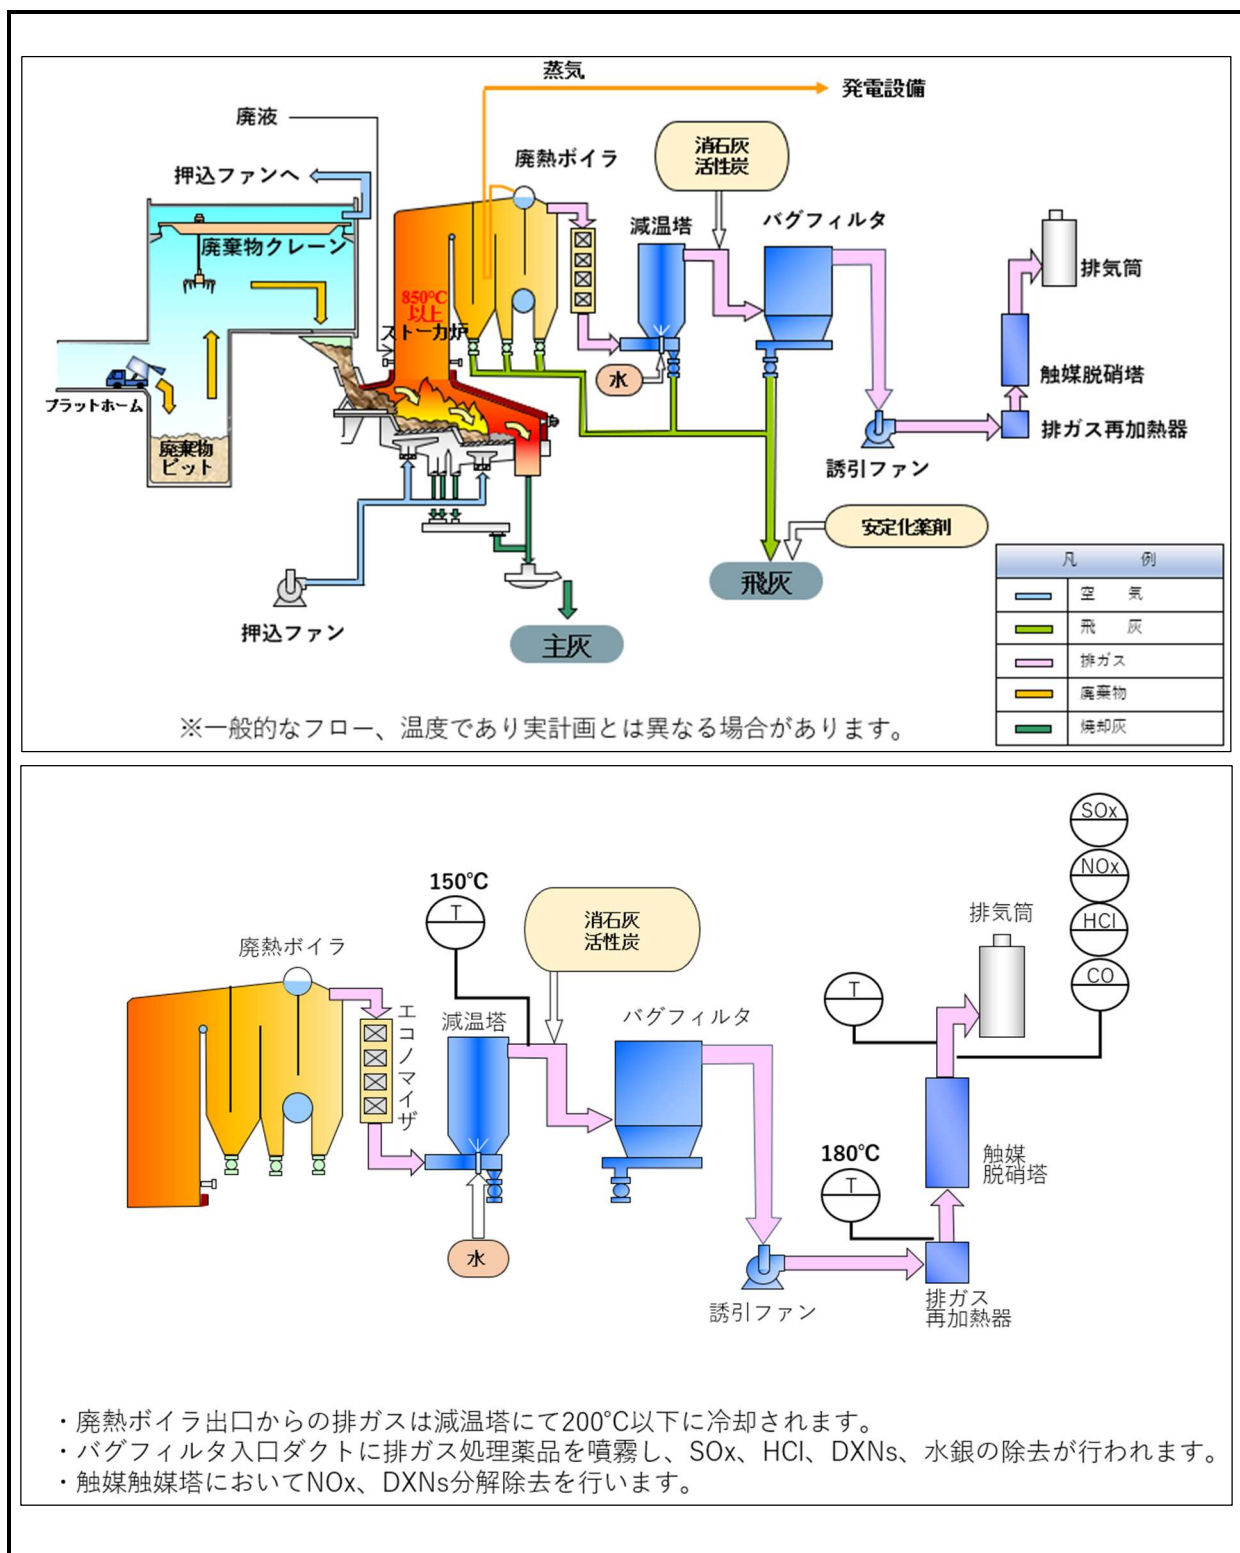 蒸気
発電設備
廃液
消石灰
活性炭
廃熱ボイラ
押込ファンへ
減温塔
バグフィルタ
廃棄物クレーン
排気筒
850°C
以上
ストーカ炉
水
触媒脱硝塔
プラットホーム
排ガス再加熱器
廃棄物
ピット
誘引ファン
安定化薬剤
飛灰
押込ファン
主灰
凡　例
空　気
飛　灰
排ガス
廃棄物
焼却灰
※一般的なフロー、温度であり実計画とは異なる場合があります。
SOx
NOx
HCl
CO
150°C
T
消石灰
活性炭
排気筒
廃熱ボイラ
エコノマイザ
減温塔
バグフィルタ
T
触媒
脱硝塔
180°C
T
水
誘引ファン
排ガス
再加熱器
・廃熱ボイラ出口からの排ガスは減温塔にて200°C以下に冷却されます。
・バグフィルタ入口ダクトに排ガス処理薬品を噴霧し、SOx、HCl、DXNs、水銀の除去が行われます。
・触媒触媒塔においてNOx、DXNs分解除去を行います。